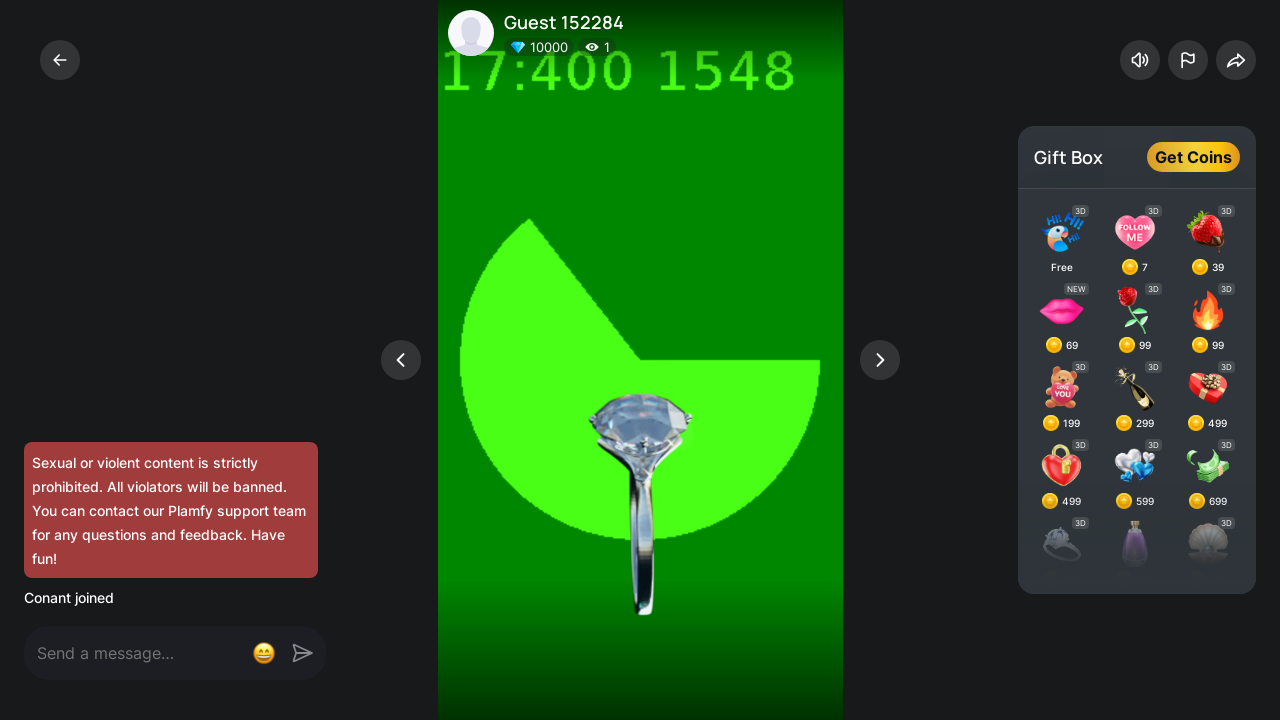 Guest 152284
10000
1
17:400 1548
Gift Box
Get Coins
3D
3D
3D
Hi! Hi! Hi!
Hi!
FOLLOW
ME
Free
7
39
NEW
3D
3D
69
99
99
3D
3D
3D
LOVE
YOU
199
299
499
3D
3D
3D
499
599
699
3D
3D
Sexual or violent content is strictly
prohibited. All violators will be banned.
You can contact our Plamfy support team
for any questions and feedback. Have
fun!
Conant joined
Send a message...